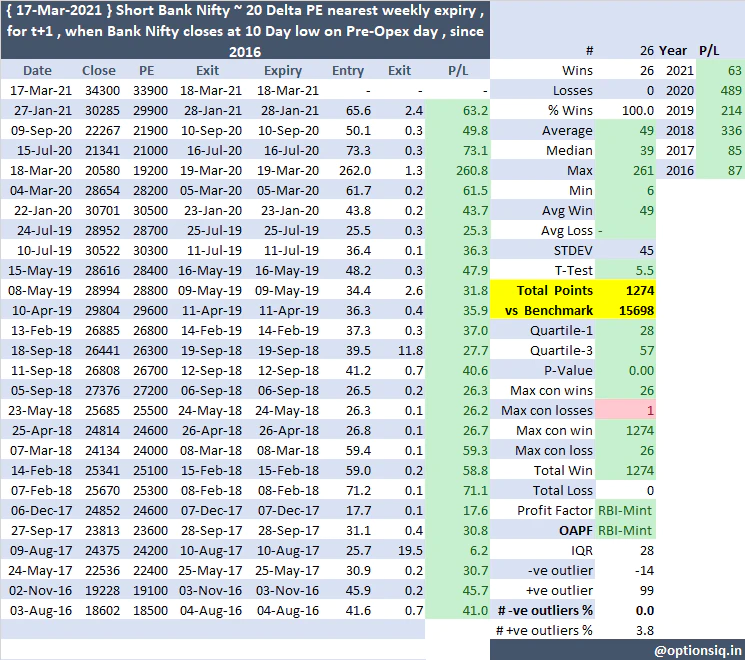 { 17-Mar-2021 } Short Bank Nifty ~ 20 Delta PE nearest weekly expiry ,
for t+1 , when Bank Nifty closes at 10 Day low on Pre-Opex day , since
2016
Date Close PE Exit Expiry Entry Exit P/L
17-Mar-21 34300 33900 18-Mar-21 18-Mar-21 - - -
27-Jan-21 30285 29900 28-Jan-21 28-Jan-21 65.6 2.4 63.2
09-Sep-20 22267 21900 10-Sep-20 10-Sep-20 50.1 0.3 49.8
15-Jul-20 21341 21000 16-Jul-20 16-Jul-20 73.3 0.3 73.1
18-Mar-20 20580 19200 19-Mar-20 19-Mar-20 262.0 1.3 260.8
04-Mar-20 28654 28200 05-Mar-20 05-Mar-20 61.7 0.2 61.5
22-Jan-20 30701 30500 23-Jan-20 23-Jan-20 43.8 0.2 43.7
24-Jul-19 28952 28700 25-Jul-19 25-Jul-19 25.5 0.3 25.3
10-Jul-19 30522 30300 11-Jul-19 11-Jul-19 36.4 0.1 36.3
15-May-19 28616 28400 16-May-19 16-May-19 48.2 0.3 47.9
08-May-19 28994 28800 09-May-19 09-May-19 34.4 2.6 31.8
10-Apr-19 29804 29600 11-Apr-19 11-Apr-19 36.3 0.4 35.9
13-Feb-19 26885 26800 14-Feb-19 14-Feb-19 37.3 0.3 37.0
18-Sep-18 26441 26300 19-Sep-18 19-Sep-18 39.5 11.8 27.7
11-Sep-18 26808 26700 12-Sep-18 12-Sep-18 41.2 0.7 40.6
05-Sep-18 27376 27200 06-Sep-18 06-Sep-18 26.5 0.2 26.3
23-May-18 25685 25500 24-May-18 24-May-18 26.3 0.1 26.2
25-Apr-18 24814 24600 26-Apr-18 26-Apr-18 26.8 0.1 26.7
07-Mar-18 24134 24000 08-Mar-18 08-Mar-18 59.4 0.1 59.3
14-Feb-18 25341 25100 15-Feb-18 15-Feb-18 59.0 0.2 58.8
07-Feb-18 25670 25300 08-Feb-18 08-Feb-18 71.2 0.1 71.1
06-Dec-17 24852 24600 07-Dec-17 07-Dec-17 17.7 0.1 17.6
27-Sep-17 23813 23600 28-Sep-17 28-Sep-17 31.1 0.4 30.8
09-Aug-17 24375 24200 10-Aug-17 10-Aug-17 25.7 19.5 6.2
24-May-17 22536 22400 25-May-17 25-May-17 30.9 0.2 30.7
02-Nov-16 19228 19100 03-Nov-16 03-Nov-16 45.9 0.2 45.7
03-Aug-16 18602 18500 04-Aug-16 04-Aug-16 41.6 0.7 41.0
# 26 Year P/L
Wins 26 2021 63
Losses 0 2020 489
% Wins 100.0 2019 214
Average 49 2018 336
Median 39 2017 85
Max 261 2016 87
Min 6
Avg Win 49
Avg Loss -
STDEV 45
T-Test 5.5
Total Points 1274
vs Benchmark 15698
Quartile-1 28
Quartile-3 57
P-Value 0.00
Max con wins 26
Max con losses 1
Max con win 1274
Max con loss 26
Total Win 1274
Total Loss 0
Profit Factor RBI-Mint
OAPF RBI-Mint
IQR 28
-ve outlier -14
+ve outlier 99
# -ve outliers % 0.0
# +ve outliers % 3.8
@optionsiq.in